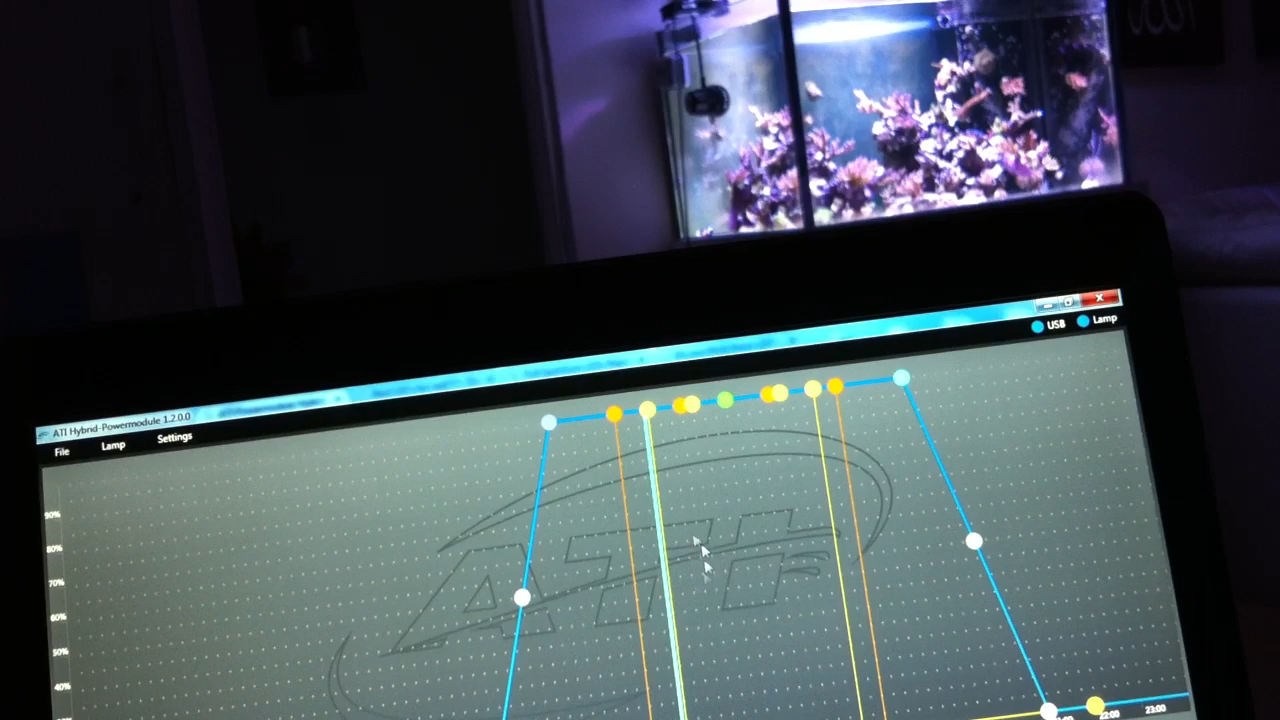 USB Lamp
ATI Hybrid-Powermodule 1.2.0.0
File Lamp Settings
90%
80%
70%
60%
50%
40%
ATI
22:00 23:00